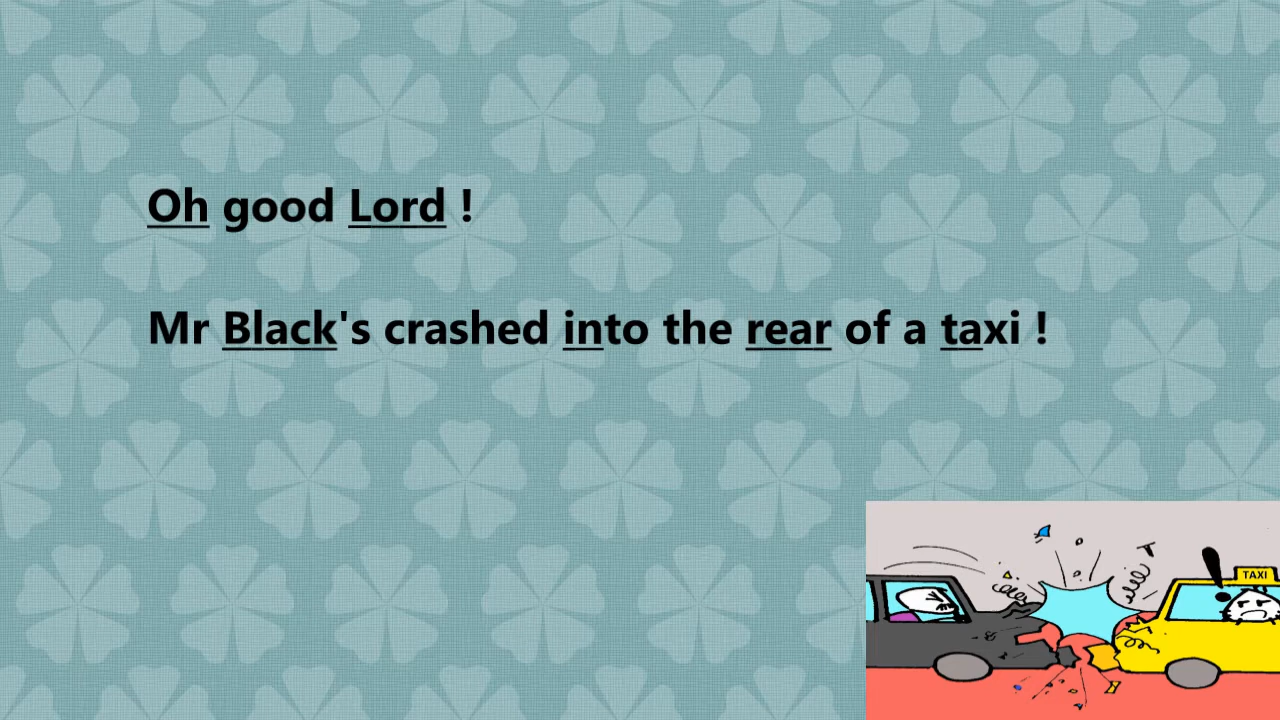 Oh good Lord !
Mr Black's crashed into the rear of a taxi !
TAXI